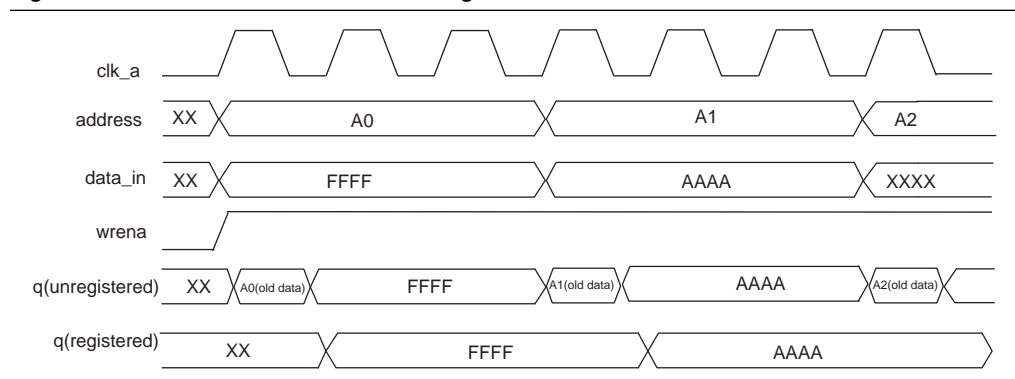 clk_a
address XX A0 A1 A2
data_in XX FFFF AAAA XXXX
wrena
q(unregistered) XX A0(old data) FFFF A1(old data) AAAA A2(old data)
q(registered) XX FFFF AAAA